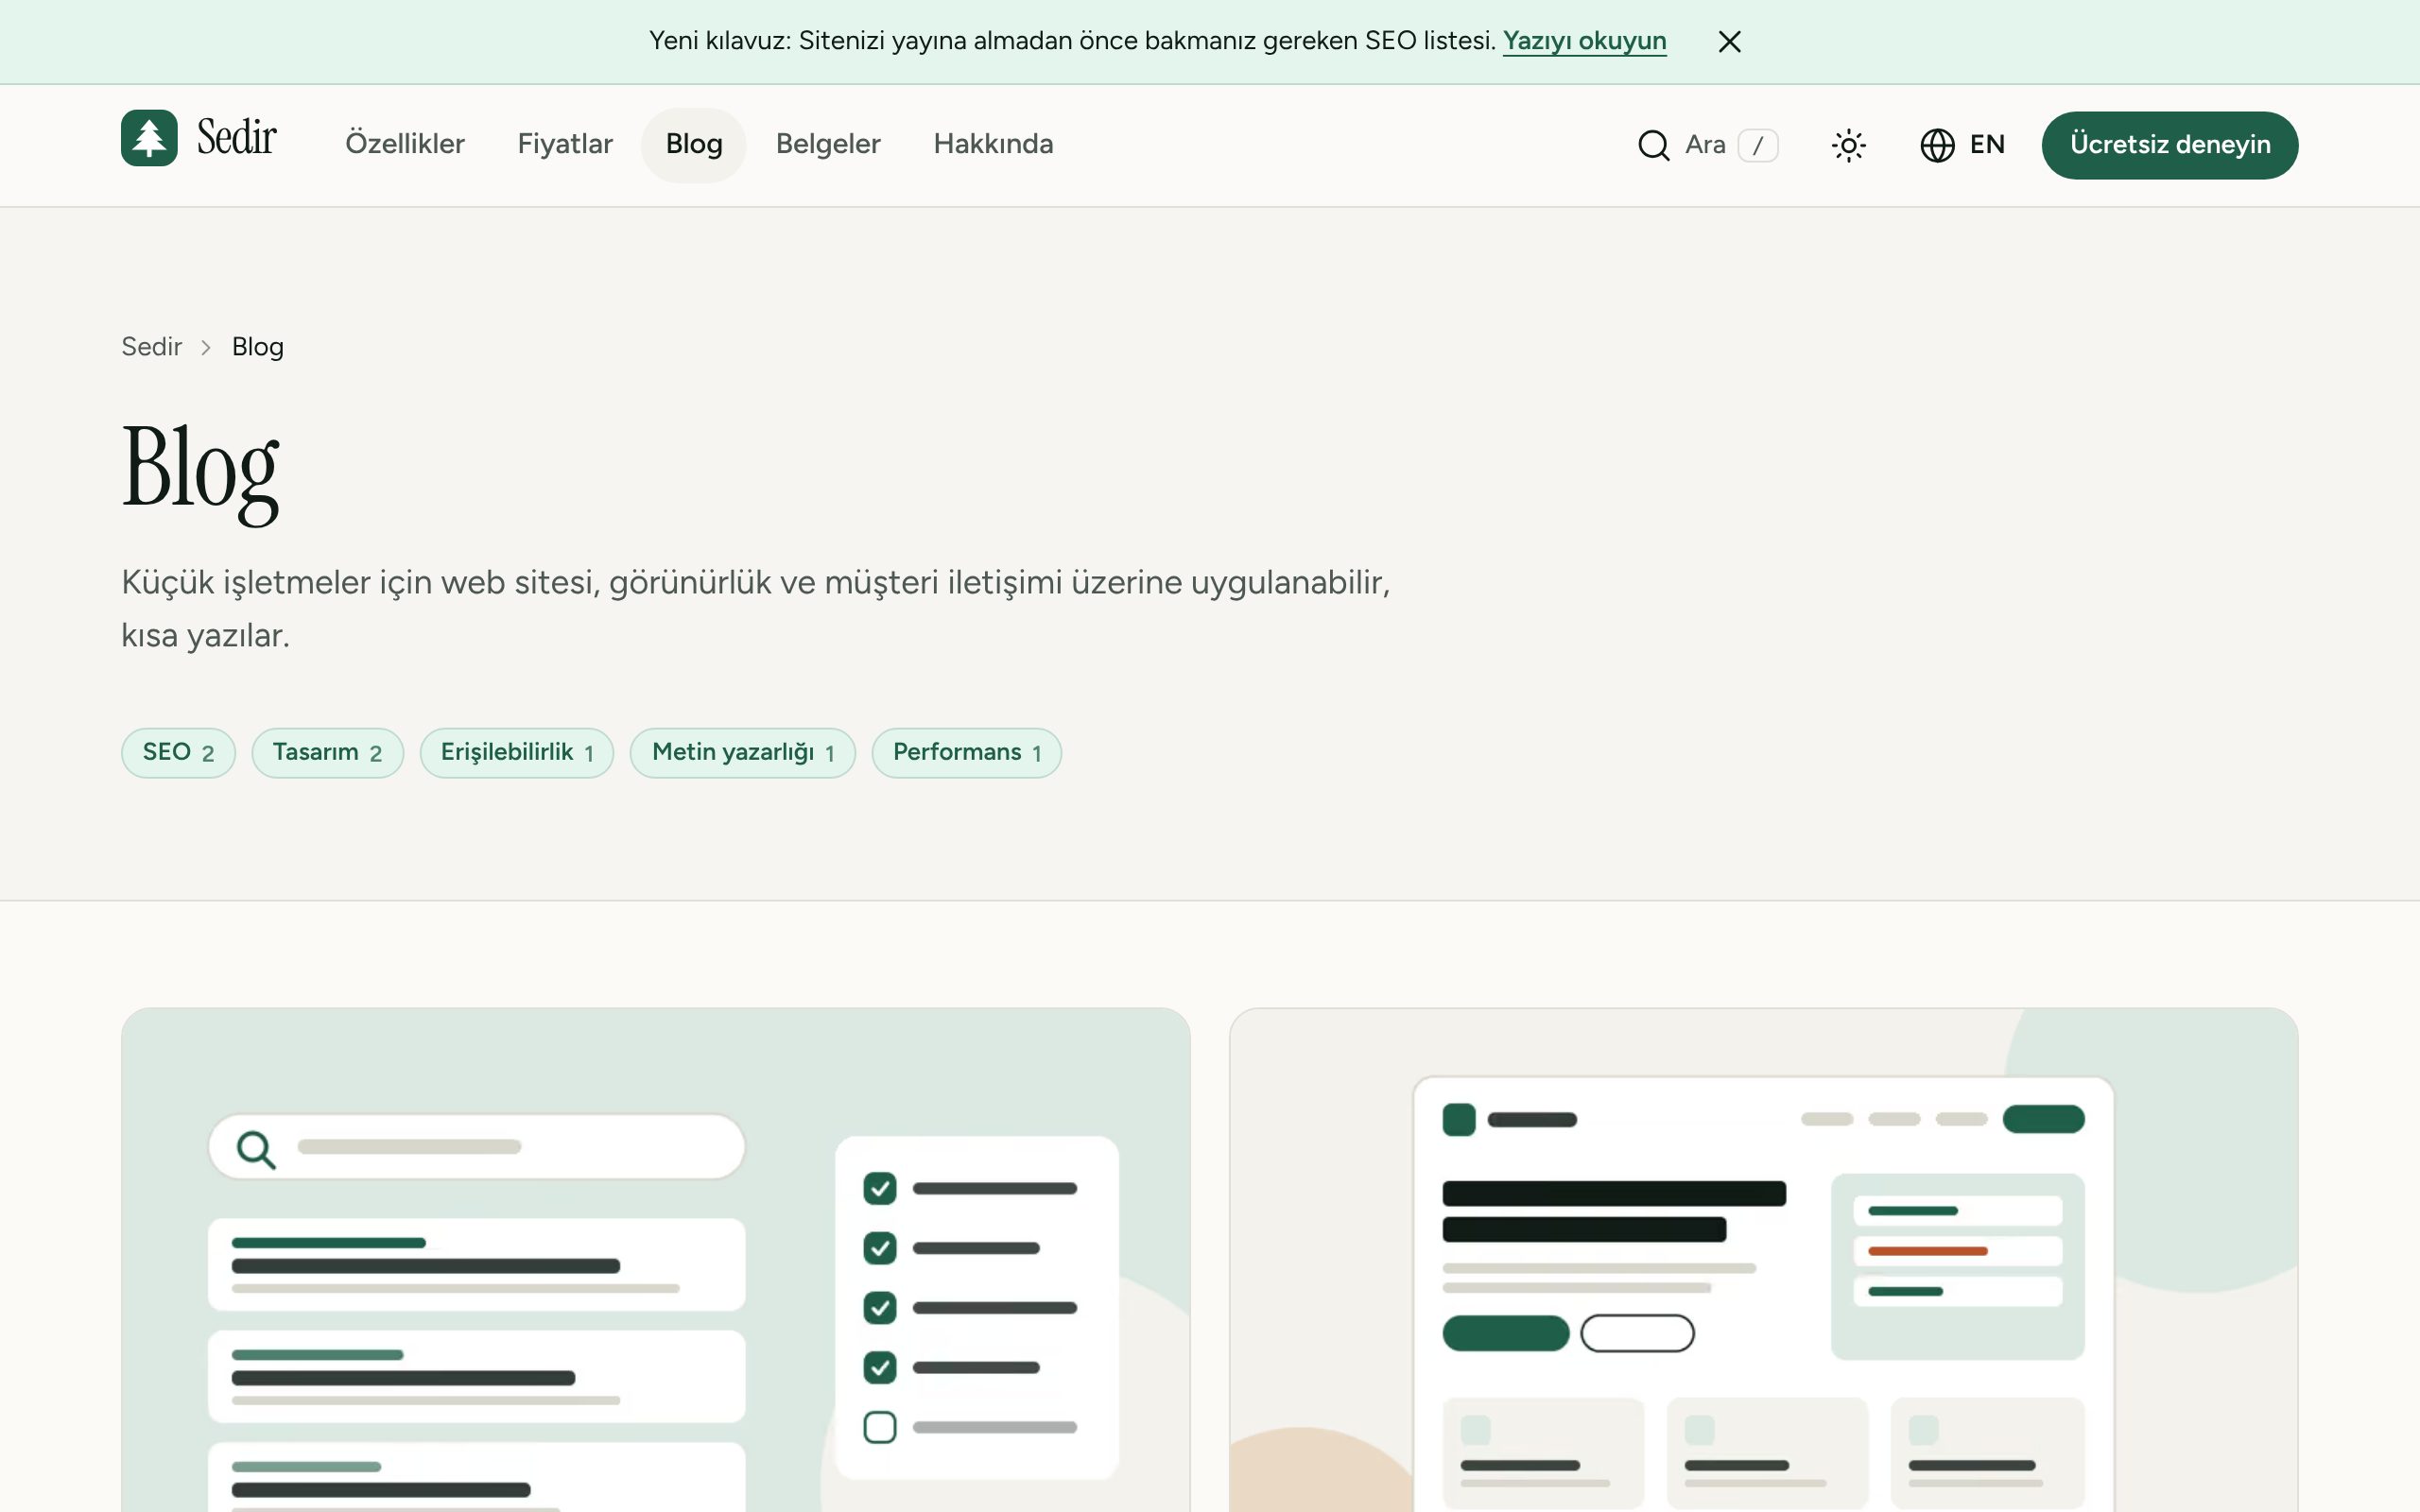 Yeni kılavuz: Sitenizi yayına almadan önce bakmanız gereken SEO listesi. Yazıyı okuyun
Sedir
Özellikler
Fiyatlar
Blog
Belgeler
Hakkında
Ara /
EN
Ücretsiz deneyin
Sedir > Blog
Blog
Küçük işletmeler için web sitesi, görünürlük ve müşteri iletişimi üzerine uygulanabilir,
kısa yazılar.
SEO 2
Tasarım 2
Erişilebilirlik 1
Metin yazarlığı 1
Performans 1